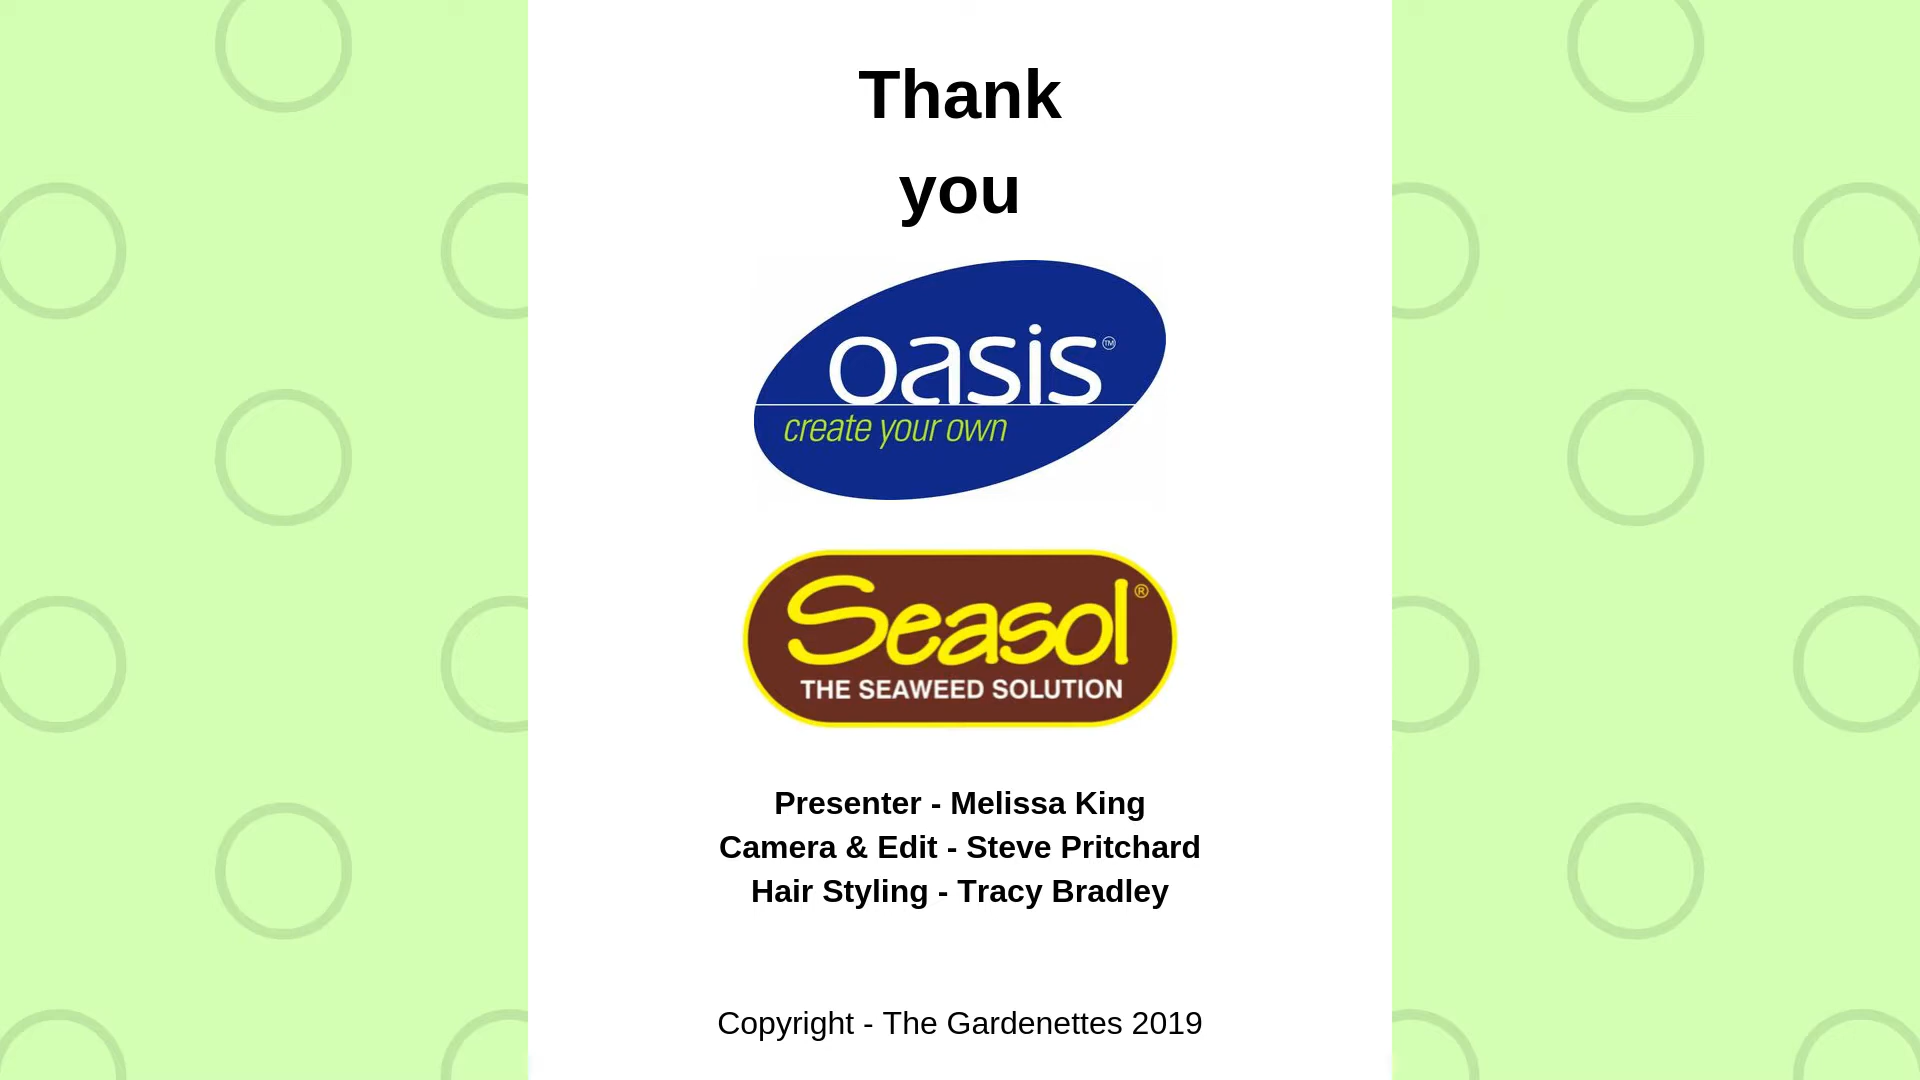 Thank
you
oasis™
create your own
Seasol®
THE SEAWEED SOLUTION
Presenter - Melissa King
Camera & Edit - Steve Pritchard
Hair Styling - Tracy Bradley
Copyright - The Gardenettes 2019